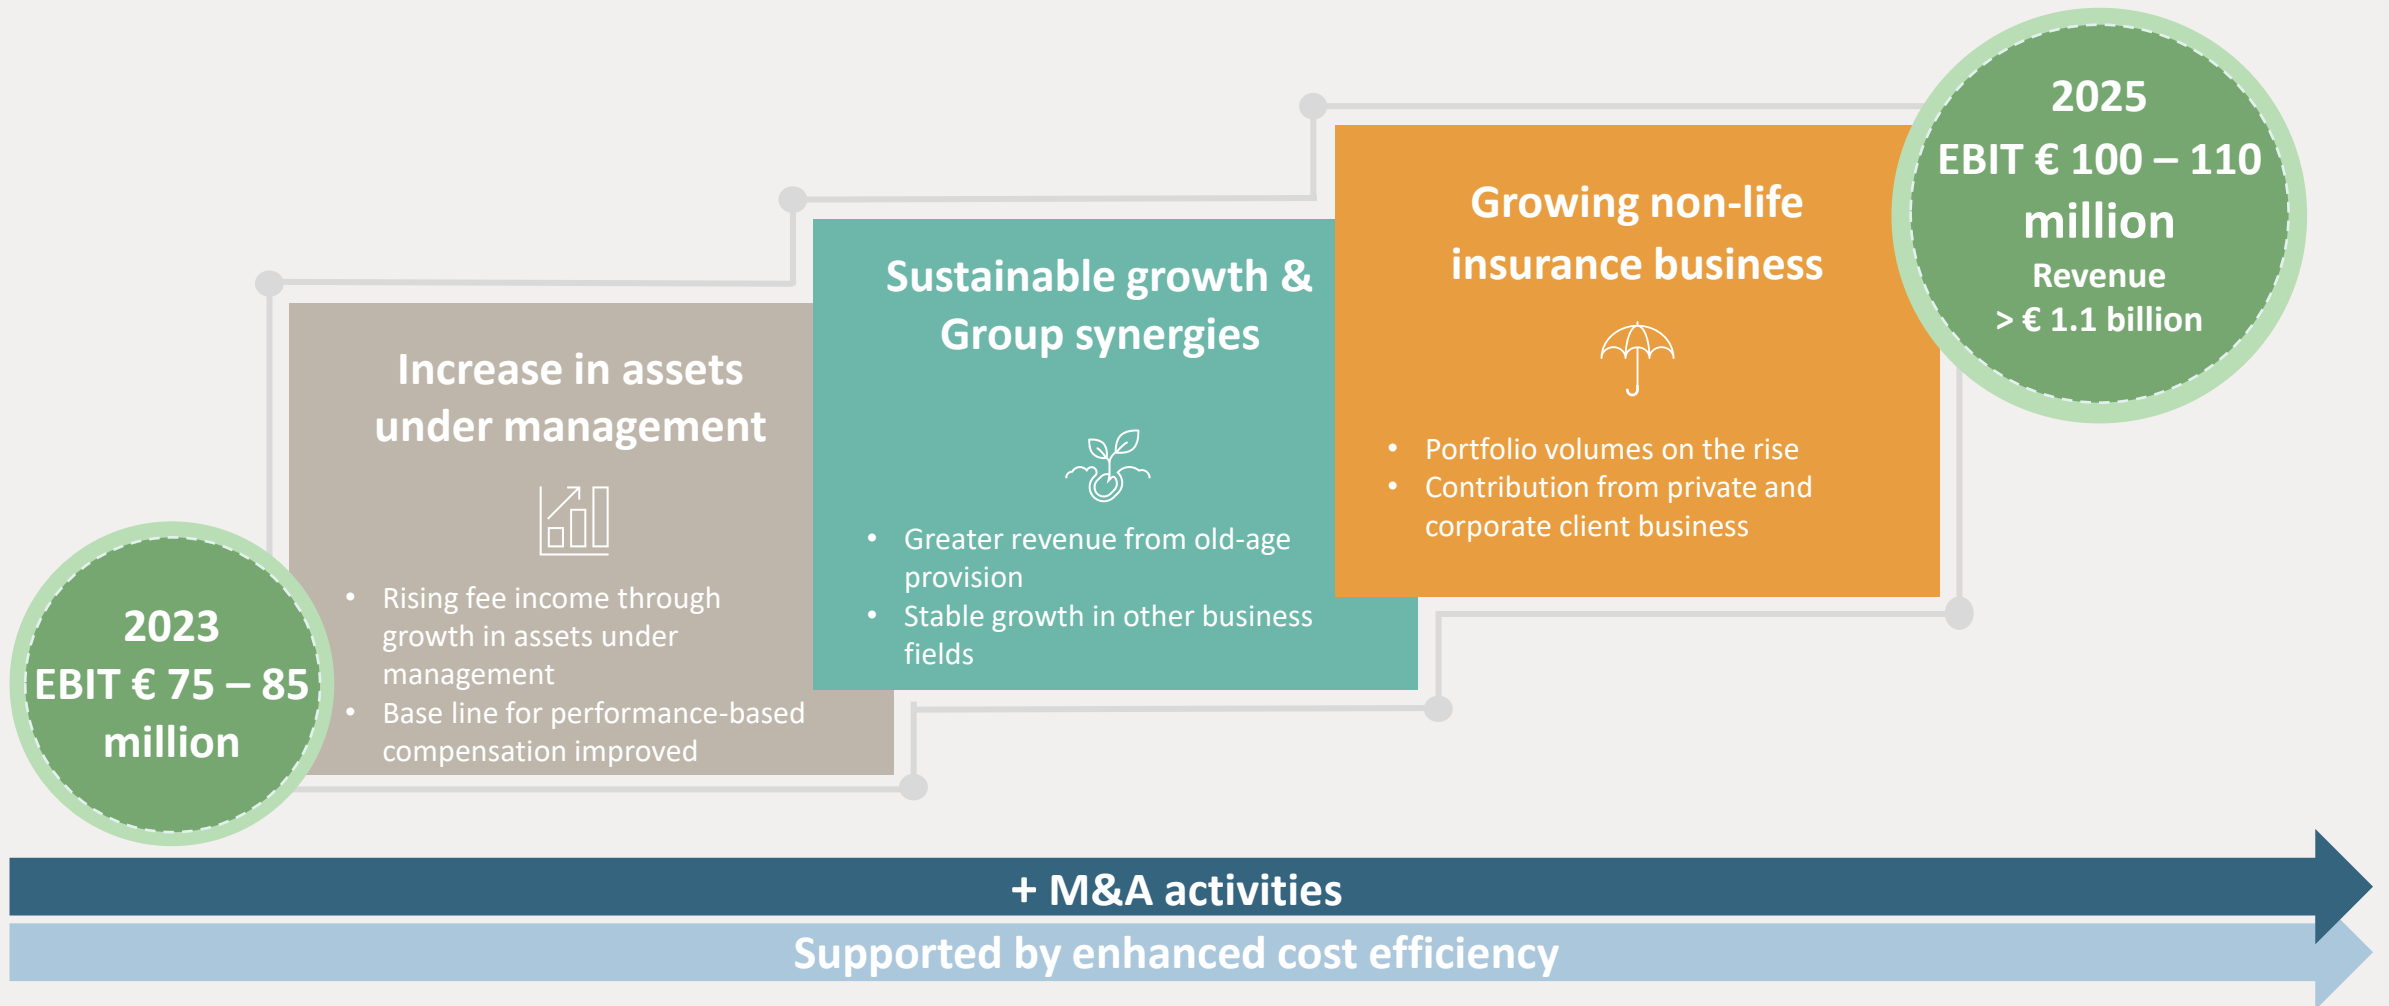 2023
EBIT € 75 – 85
million
Increase in assets
under management
• Rising fee income through
growth in assets under
management
• Base line for performance-based
compensation improved
Sustainable growth &
Group synergies
• Greater revenue from old-age
provision
• Stable growth in other business
fields
Growing non-life
insurance business
• Portfolio volumes on the rise
• Contribution from private and
corporate client business
2025
EBIT € 100 – 110
million
Revenue
> € 1.1 billion
+ M&A activities
Supported by enhanced cost efficiency